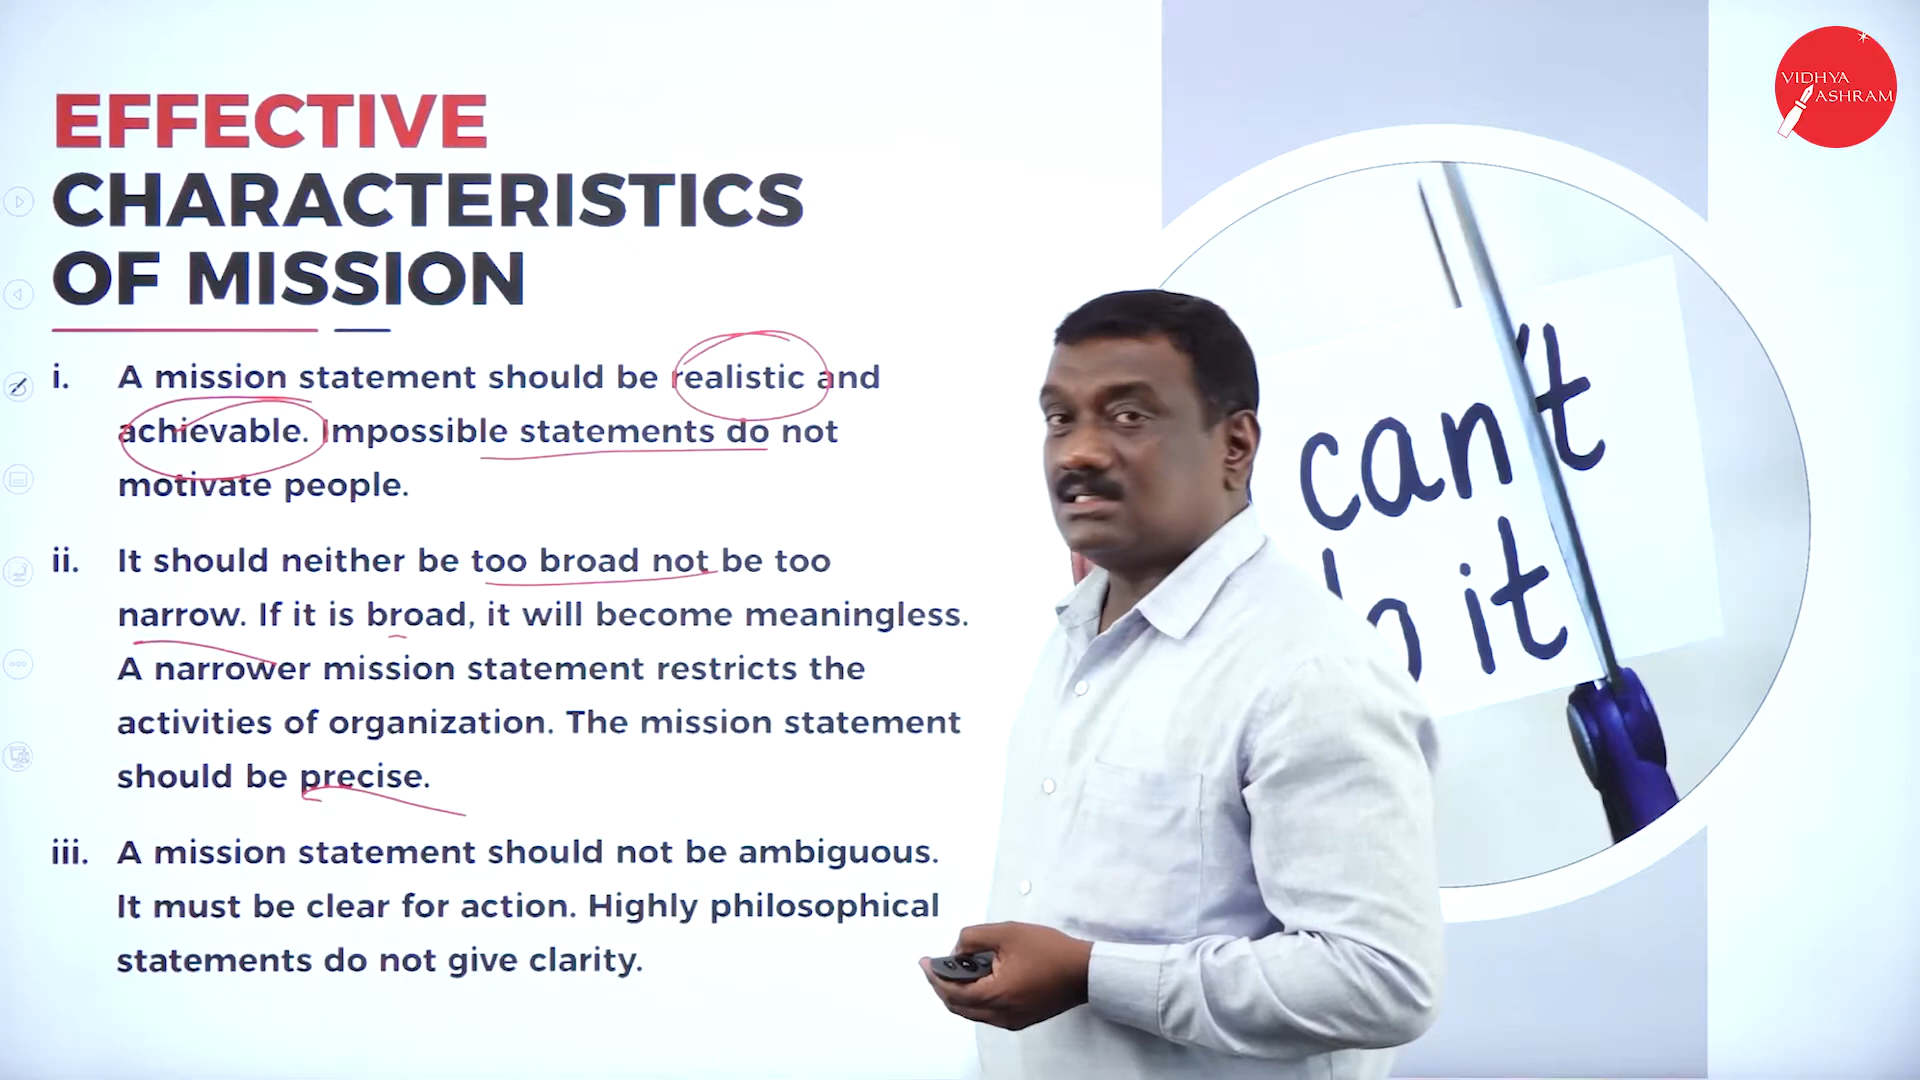 VIDHYA
ASHRAM
EFFECTIVE
CHARACTERISTICS
OF MISSION
i. A mission statement should be realistic and
achievable. Impossible statements do not
motivate people.
ii. It should neither be too broad not be too
narrow. If it is broad, it will become meaningless.
A narrower mission statement restricts the
activities of organization. The mission statement
should be precise.
iii. A mission statement should not be ambiguous.
It must be clear for action. Highly philosophical
statements do not give clarity.
can't
it